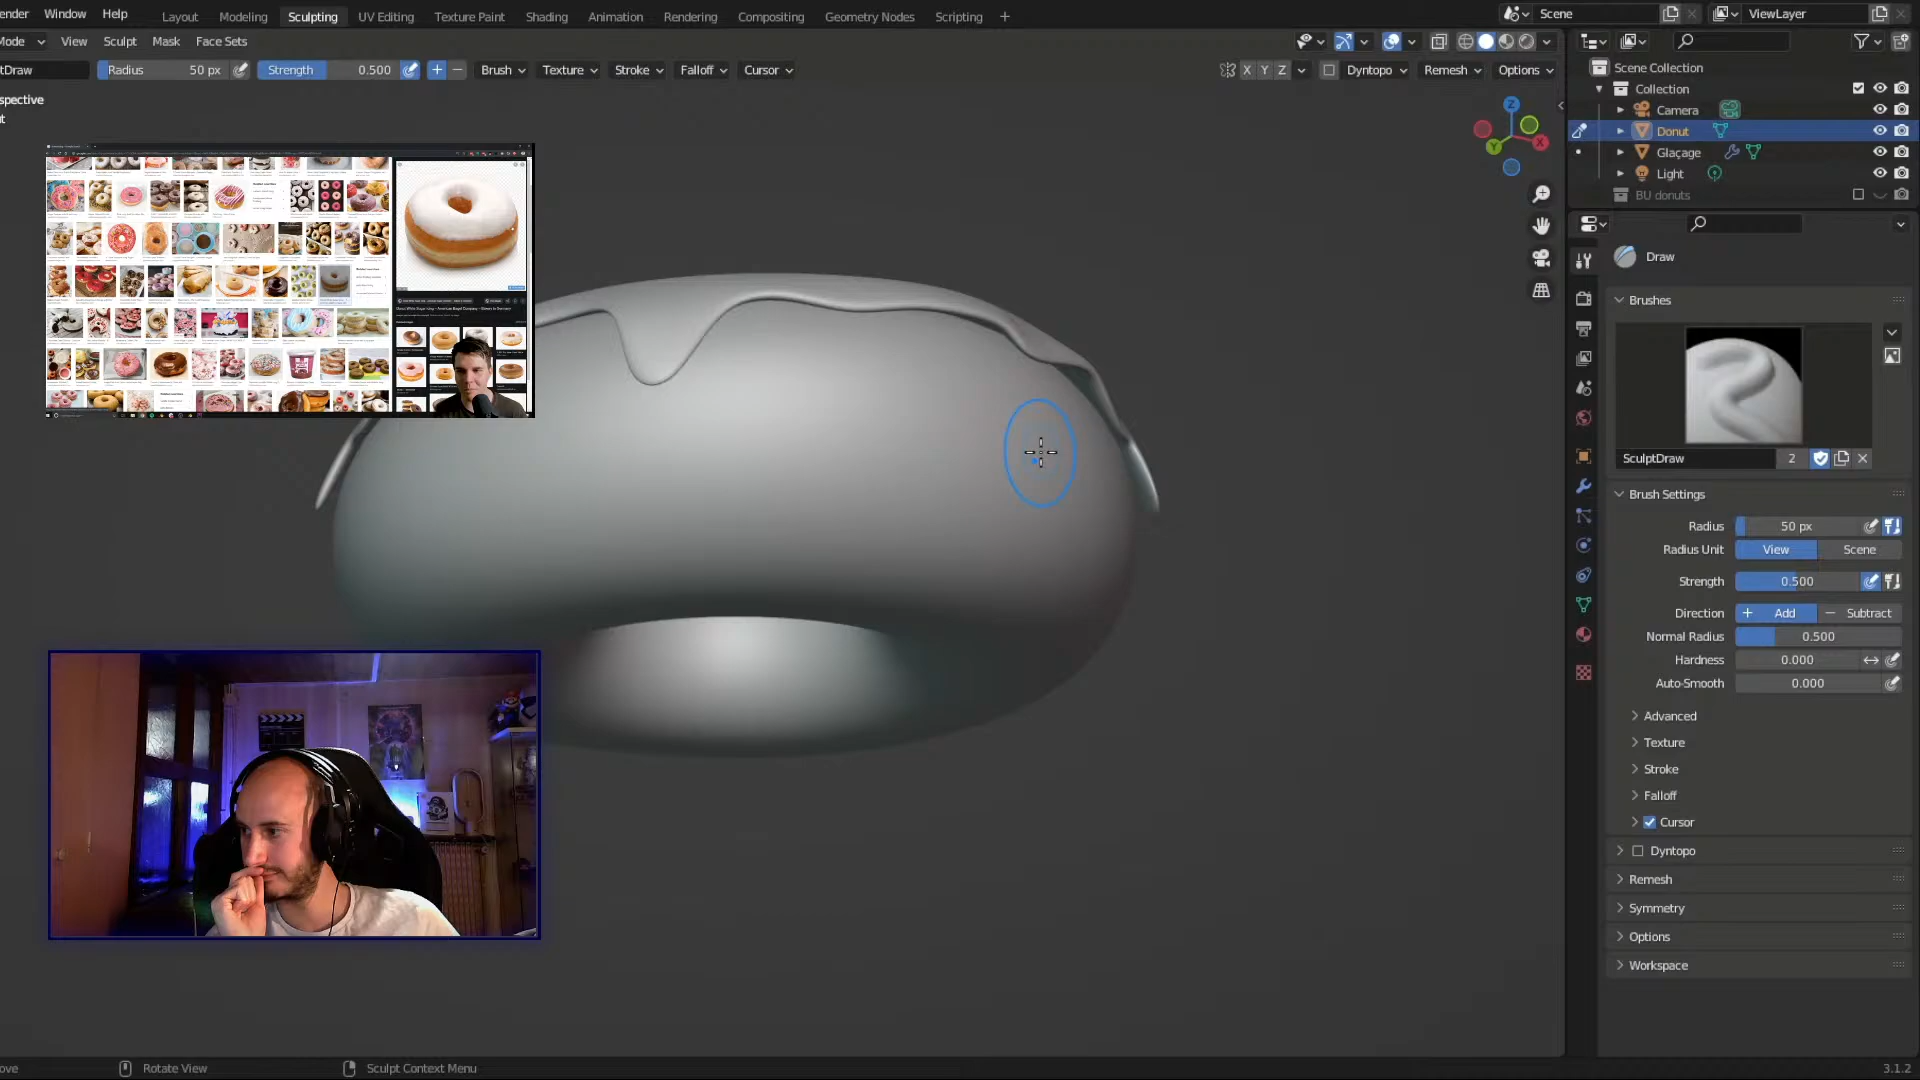 ender Window Help Layout Modeling Sculpting UV Editing Texture Paint Shading Animation Rendering Compositing Geometry Nodes Scripting + Scene ViewLayer
Mode View Sculpt Mask Face Sets
tDraw Radius 50 px Strength 0.500 + − Brush Texture Stroke Falloff Cursor X Y Z Dyntopo Remesh Options
spective
ut
Z
X
Y
Scene Collection
Collection
Camera
Donut
Glaçage
Light
BU donuts
Draw
Brushes
SculptDraw 2
Brush Settings
Radius 50 px
Radius Unit View Scene
Strength 0.500
Direction + Add − Subtract
Normal Radius 0.500
Hardness 0.000
Auto-Smooth 0.000
Advanced
Texture
Stroke
Falloff
Cursor
Dyntopo
Remesh
Symmetry
Options
Workspace
ove Rotate View Sculpt Context Menu 3.1.2